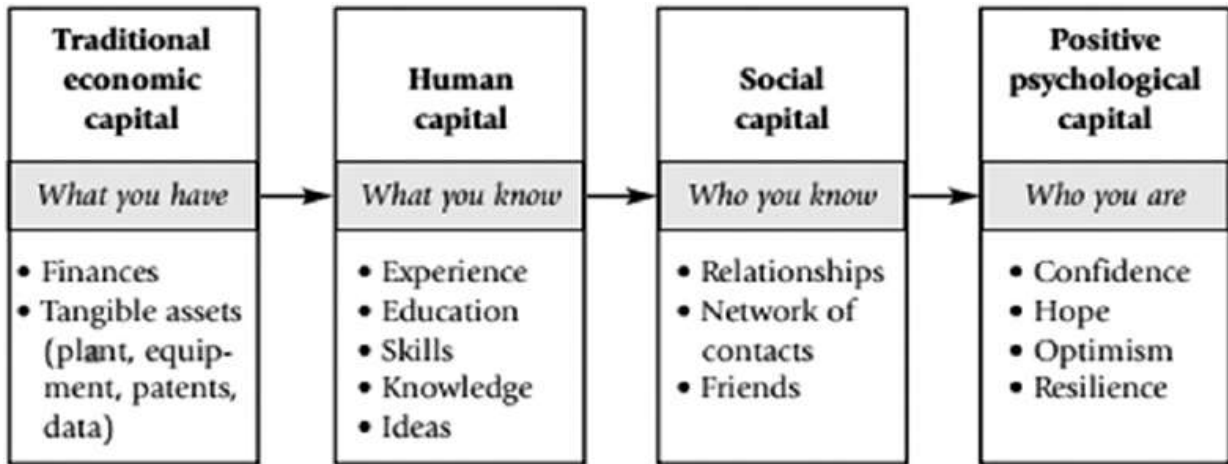 Traditional
economic
capital
What you have
• Finances
• Tangible assets
(plant, equip-
ment, patents,
data)
Human
capital
What you know
• Experience
• Education
• Skills
• Knowledge
• Ideas
Social
capital
Who you know
• Relationships
• Network of
contacts
• Friends
Positive
psychological
capital
Who you are
• Confidence
• Hope
• Optimism
• Resilience